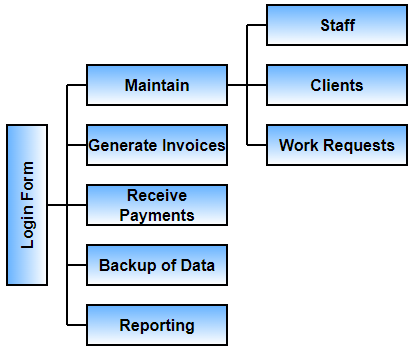 Login Form
Maintain
Generate Invoices
Receive
Payments
Backup of Data
Reporting
Staff
Clients
Work Requests